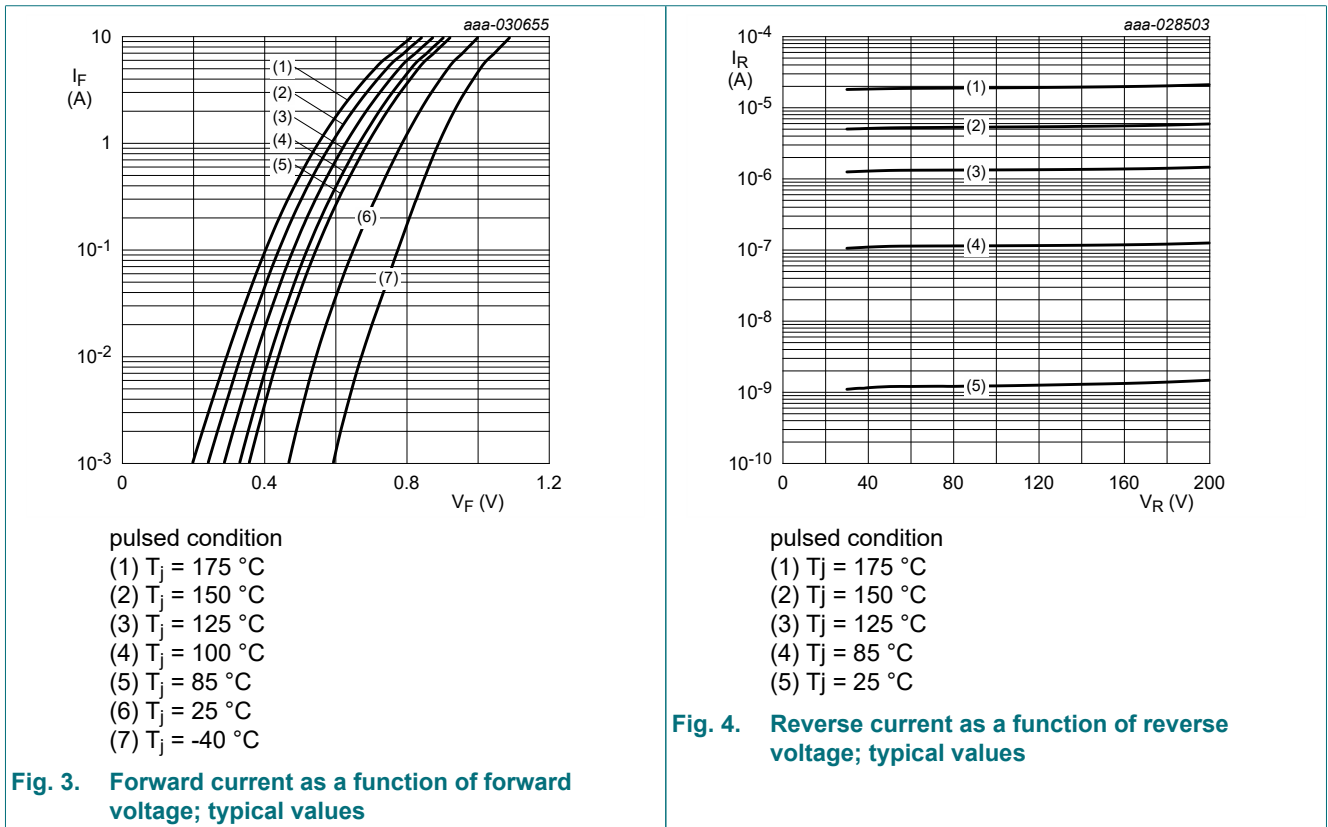 aaa-030655
10
I_F
(A)
1
10^-1
10^-2
10^-3
(1)
(2)
(3)
(4)
(5)
(6)
(7)
0
0.4
0.8
1.2
V_F (V)
pulsed condition
(1) T_j = 175 °C
(2) T_j = 150 °C
(3) T_j = 125 °C
(4) T_j = 100 °C
(5) T_j = 85 °C
(6) T_j = 25 °C
(7) T_j = -40 °C
Fig. 3. Forward current as a function of forward
voltage; typical values
aaa-028503
10^-4
I_R
(A)
10^-5
10^-6
10^-7
10^-8
10^-9
10^-10
(1)
(2)
(3)
(4)
(5)
0
40
80
120
160
200
V_R (V)
pulsed condition
(1) Tj = 175 °C
(2) Tj = 150 °C
(3) Tj = 125 °C
(4) Tj = 85 °C
(5) Tj = 25 °C
Fig. 4. Reverse current as a function of reverse
voltage; typical values